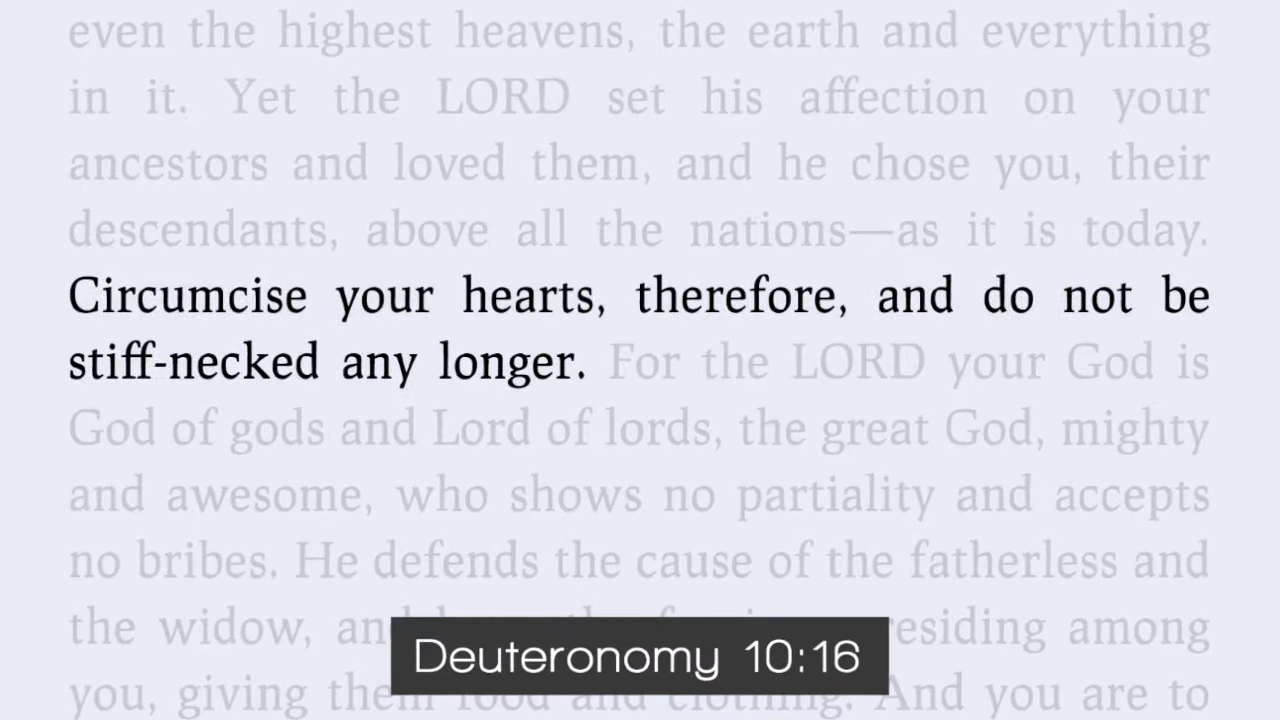 even the highest heavens, the earth and everything
in it. Yet the LORD set his affection on your
ancestors and loved them, and he chose you, their
descendants, above all the nations—as it is today.
Circumcise your hearts, therefore, and do not be
stiff-necked any longer. For the LORD your God is
God of gods and Lord of lords, the great God, mighty
and awesome, who shows no partiality and accepts
no bribes. He defends the cause of the fatherless and
the widow, residing among
Deuteronomy 10:16
you, giving them food and clothing. And you are to